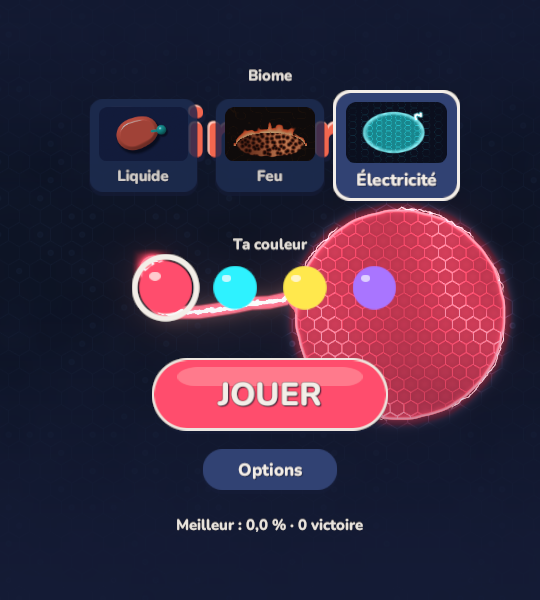 Biome
Liquide
Feu
Électricité
Ta couleur
JOUER
Options
Meilleur : 0,0 % · 0 victoire